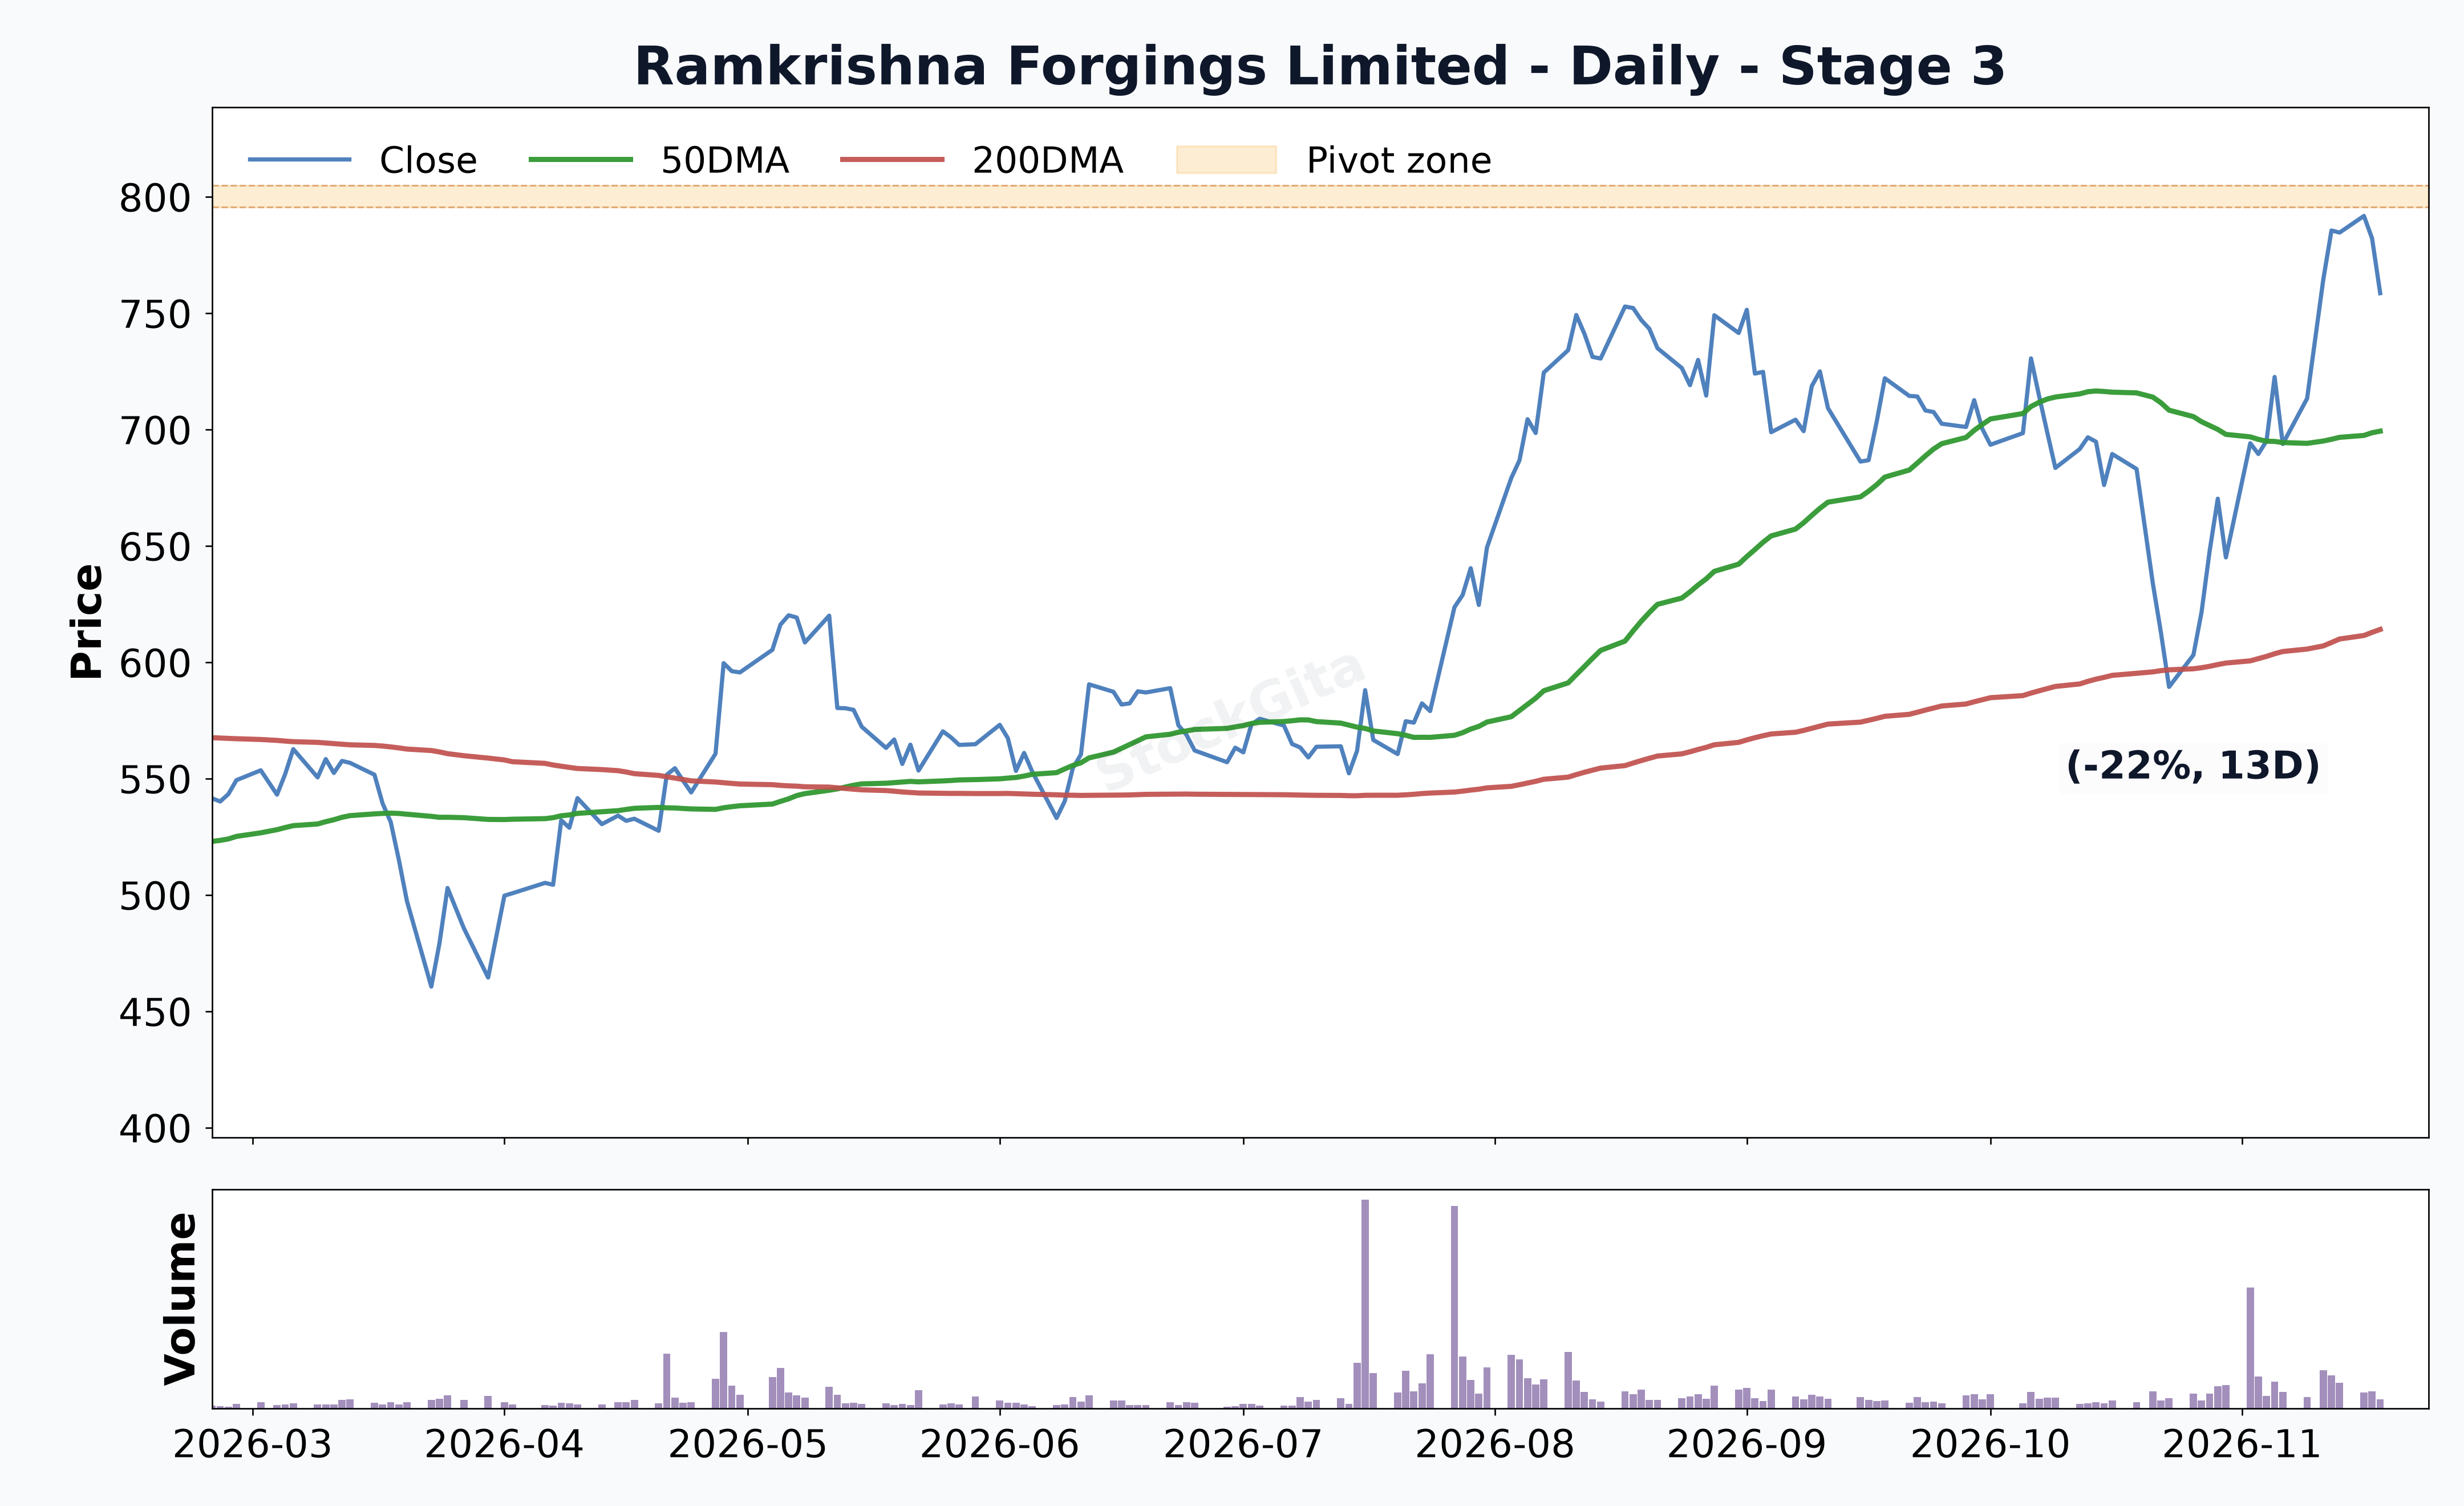 Ramkrishna Forgings Limited - Daily - Stage 3
Close 50DMA 200DMA Pivot zone
800
750
700
650
600
550
500
450
400
Price
StockGita
(-22%, 13D)
Volume
2026-03 2026-04 2026-05 2026-06 2026-07 2026-08 2026-09 2026-10 2026-11